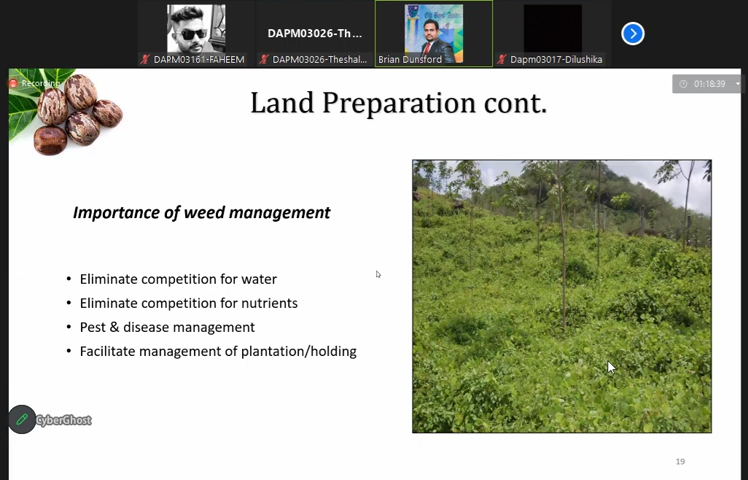 DAPM03026-Th...
DAPM03161-FAHEEM
DAPM03026-Theshal...
Brian Dunsford
Dapm03017-Dilushika
Recording
01:18:39
Land Preparation cont.
Importance of weed management
• Eliminate competition for water
• Eliminate competition for nutrients
• Pest & disease management
• Facilitate management of plantation/holding
CyberGhost
19